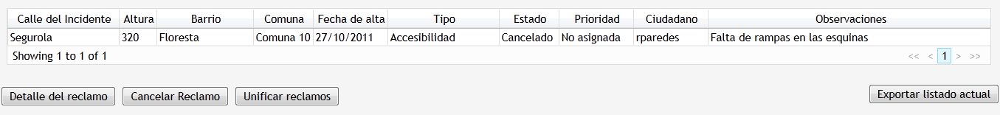 Calle del Incidente Altura Barrio Comuna Fecha de alta Tipo Estado Prioridad Ciudadano Observaciones
Segurola 320 Floresta Comuna 10 27/10/2011 Accesibilidad Cancelado No asignada rparedes Falta de rampas en las esquinas
Showing 1 to 1 of 1 << < 1 > >>
Detalle del reclamo Cancelar Reclamo Unificar reclamos Exportar listado actual